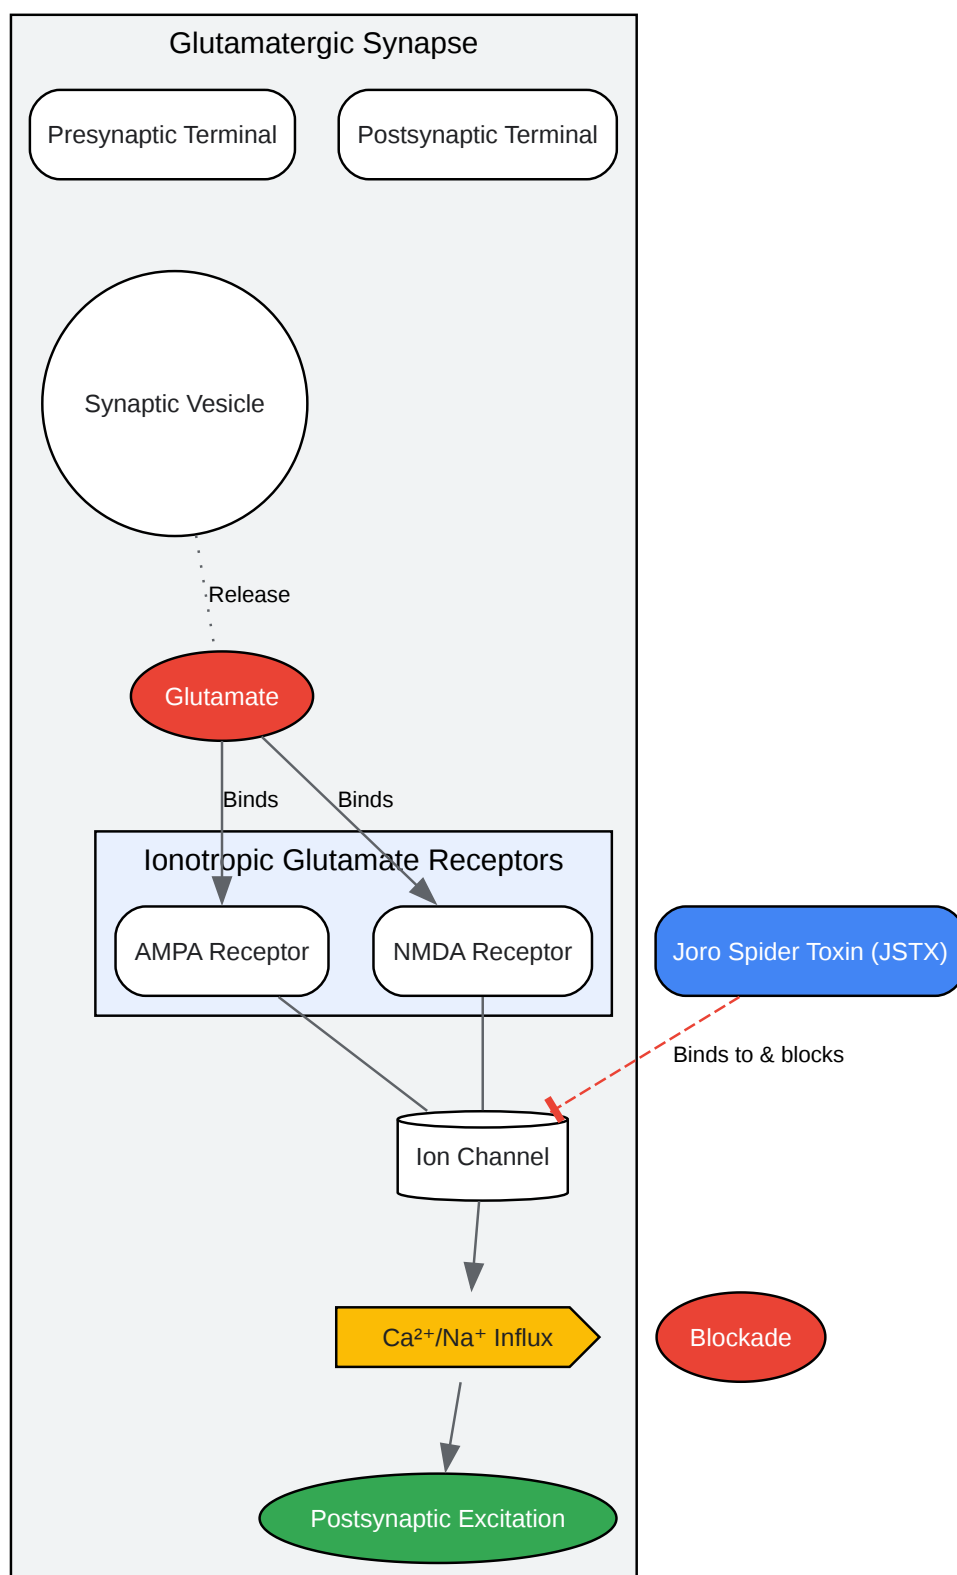 Glutamatergic Synapse
Presynaptic Terminal
Postsynaptic Terminal
Synaptic Vesicle
Release
Glutamate
Binds
Binds
Ionotropic Glutamate Receptors
AMPA Receptor
NMDA Receptor
Joro Spider Toxin (JSTX)
Binds to & blocks
Ion Channel
Ca²⁺/Na⁺ Influx
Blockade
Postsynaptic Excitation